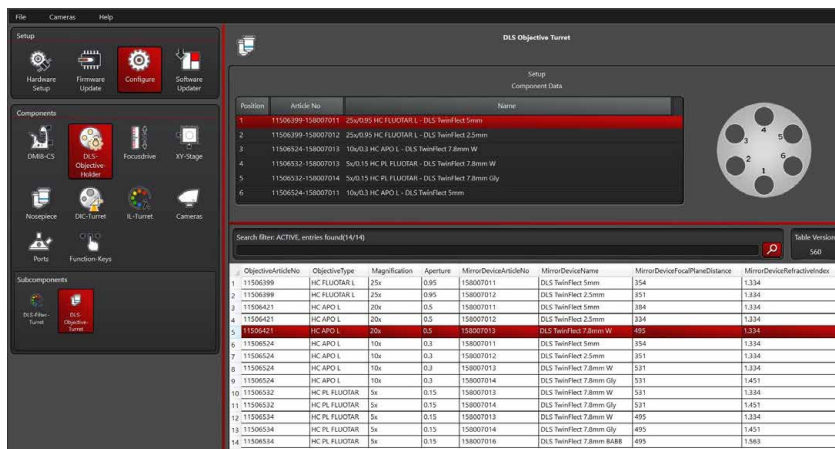 File Cameras Help
Setup
Hardware Setup
Firmware Update
Configure
Software Updater
Components
DMI8-CS
DLS-Objective-Holder
Focusdrive
XY-Stage
Nosepiece
DIC-Turret
IL-Turret
Cameras
Ports
Function-Keys
Subcomponents
DLS-Filter-Turret
DLS-Objective-Turret
DLS Objective Turret
Setup
Component Data
Position Article No Name
1 11506399-158007011 25x/0.95 HC FLUOTAR L - DLS TwinFlect 5mm
2 11506399-158007012 25x/0.95 HC FLUOTAR L - DLS TwinFlect 2.5mm
3 11506524-158007013 10x/0.3 HC APO L - DLS TwinFlect 7.8mm W
4 11506532-158007013 5x/0.15 HC PL FLUOTAR - DLS TwinFlect 7.8mm W
5 11506532-158007014 5x/0.15 HC PL FLUOTAR - DLS TwinFlect 7.8mm Gly
6 11506524-158007011 10x/0.3 HC APO L - DLS TwinFlect 5mm
4
3 5
2 6
1
Search filter: ACTIVE, entries found(14/14)
Table Version
560
ObjectiveArticleNo ObjectiveType Magnification Aperture MirrorDeviceArticleNo MirrorDeviceName MirrorDeviceFocalPlaneDistance MirrorDeviceRefractiveIndex
1 11506399 HC FLUOTAR L 25x 0.95 158007011 DLS TwinFlect 5mm 354 1.334
2 11506399 HC FLUOTAR L 25x 0.95 158007012 DLS TwinFlect 2.5mm 351 1.334
3 11506421 HC APO L 20x 0.5 158007011 DLS TwinFlect 5mm 384 1.334
4 11506421 HC APO L 20x 0.5 158007012 DLS TwinFlect 2.5mm 334 1.334
5 11506421 HC APO L 20x 0.5 158007013 DLS TwinFlect 7.8mm W 495 1.334
6 11506524 HC APO L 10x 0.3 158007011 DLS TwinFlect 5mm 354 1.334
7 11506524 HC APO L 10x 0.3 158007012 DLS TwinFlect 2.5mm 351 1.334
8 11506524 HC APO L 10x 0.3 158007013 DLS TwinFlect 7.8mm W 531 1.334
9 11506524 HC APO L 10x 0.3 158007014 DLS TwinFlect 7.8mm Gly 531 1.451
10 11506532 HC PL FLUOTAR 5x 0.15 158007013 DLS TwinFlect 7.8mm W 531 1.334
11 11506532 HC PL FLUOTAR 5x 0.15 158007014 DLS TwinFlect 7.8mm Gly 531 1.451
12 11506534 HC PL FLUOTAR 5x 0.15 158007013 DLS TwinFlect 7.8mm W 495 1.334
13 11506534 HC PL FLUOTAR 5x 0.15 158007014 DLS TwinFlect 7.8mm Gly 495 1.451
14 11506534 HC PL FLUOTAR 5x 0.15 158007016 DLS TwinFlect 7.8mm BABB 495 1.563